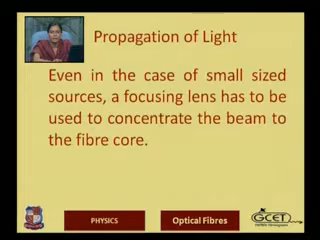 Propagation of Light
Even in the case of small sized
sources, a focusing lens has to be
used to concentrate the beam to
the fibre core.
PHYSICS
Optical Fibres
GCET